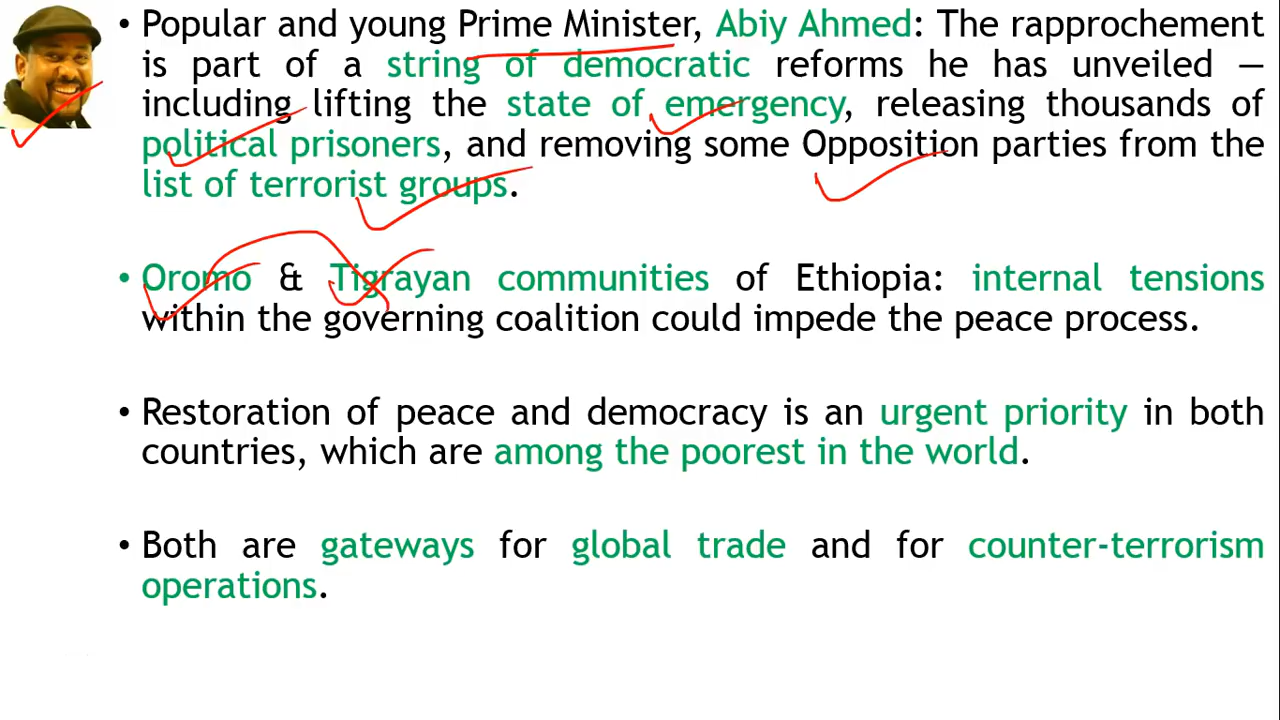 • Popular and young Prime Minister, Abiy Ahmed: The rapprochement
is part of a string of democratic reforms he has unveiled —
including lifting the state of emergency, releasing thousands of
political prisoners, and removing some Opposition parties from the
list of terrorist groups.
• Oromo & Tigrayan communities of Ethiopia: internal tensions
within the governing coalition could impede the peace process.
• Restoration of peace and democracy is an urgent priority in both
countries, which are among the poorest in the world.
• Both are gateways for global trade and for counter-terrorism
operations.